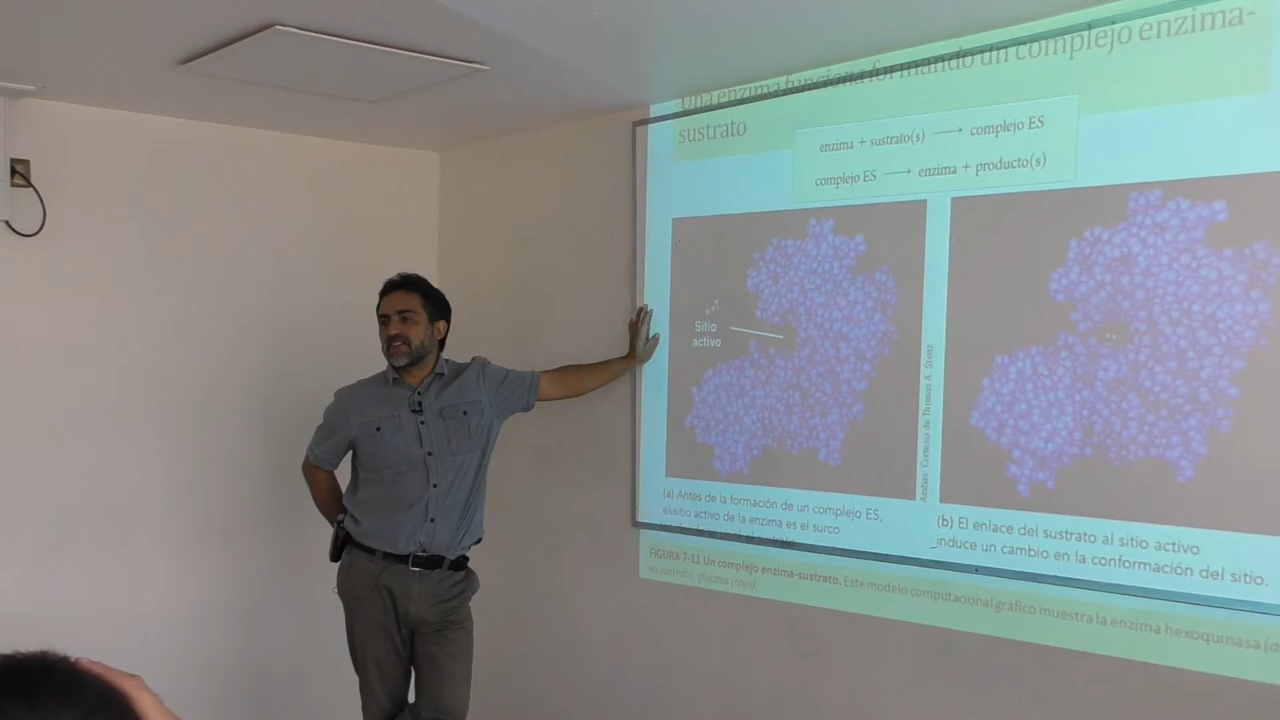 Una enzima funciona formando un complejo enzima-
sustrato
enzima + sustrato(s) ⟶ complejo ES
complejo ES ⟶ enzima + producto(s)
Sitio
activo
Cortesía de Thomas A. Steitz
(a) Antes de la formación de un complejo ES,
el sitio activo de la enzima es el surco
(b) El enlace del sustrato al sitio activo
induce un cambio en la conformación del sitio.
FIGURA 7-11 Un complejo enzima-sustrato. Este modelo computacional gráfico muestra la enzima hexoquinasa
su sustrato, glucosa (rojo)